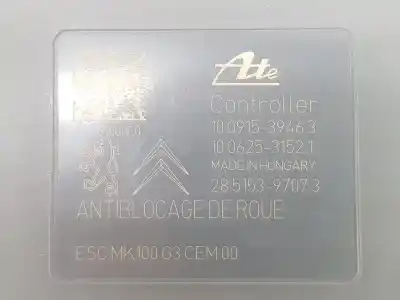 Ate
Controller
10.0915-3946.3
10.0625-3152.1
MADE IN HUNGARY
28.5153-9707.3
ANTIBLOCAGE DE ROUE
ESC MK100 G3 CEM 00